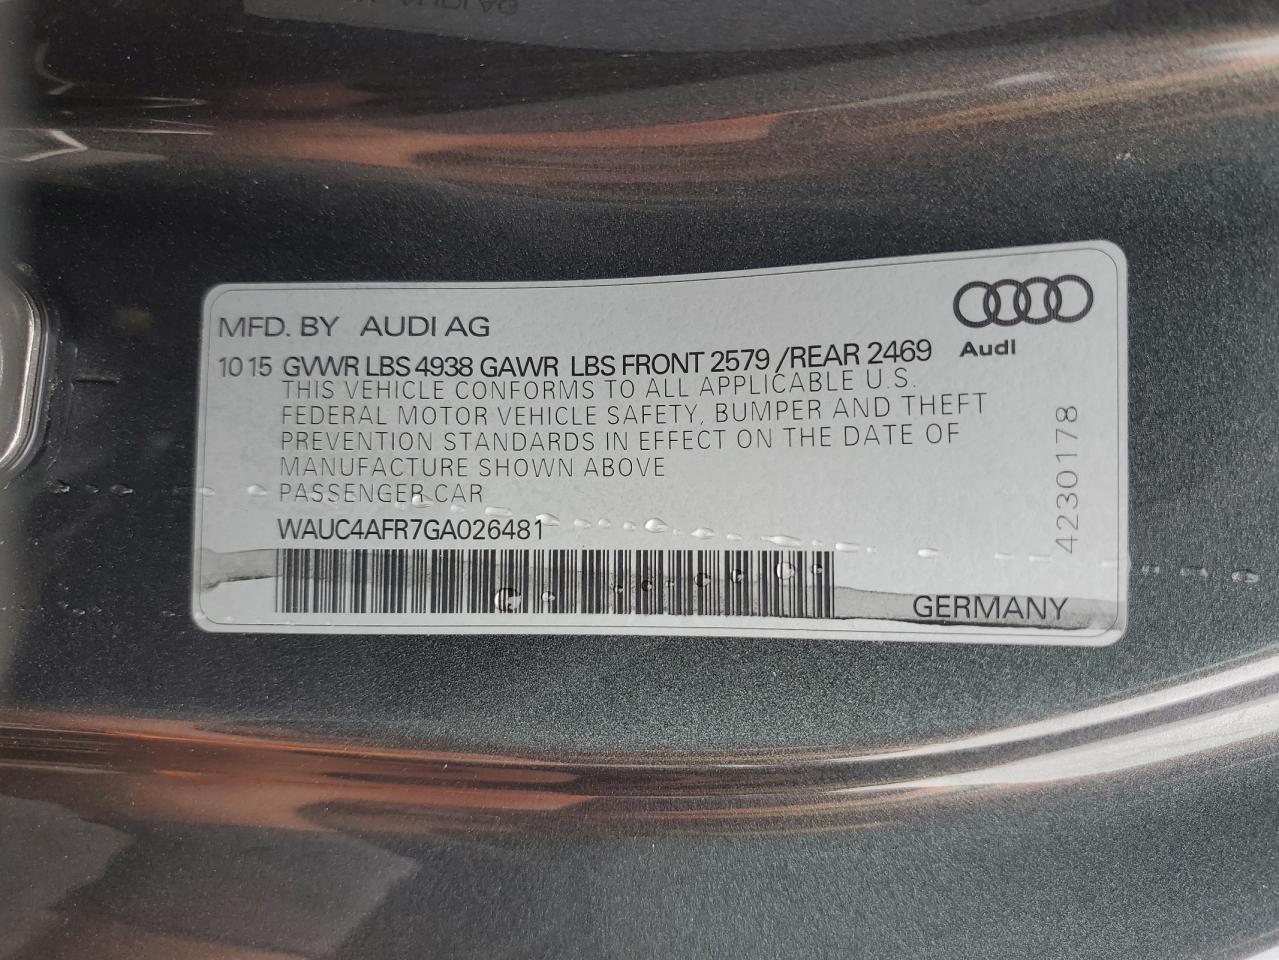 MFD. BY AUDI AG
10 15 GVWR LBS 4938 GAWR LBS FRONT 2579 /REAR 2469
Audi
THIS VEHICLE CONFORMS TO ALL APPLICABLE U.S.
FEDERAL MOTOR VEHICLE SAFETY, BUMPER AND THEFT
PREVENTION STANDARDS IN EFFECT ON THE DATE OF
MANUFACTURE SHOWN ABOVE
PASSENGER CAR
WAUC4AFR7GA026481
GERMANY
4230178